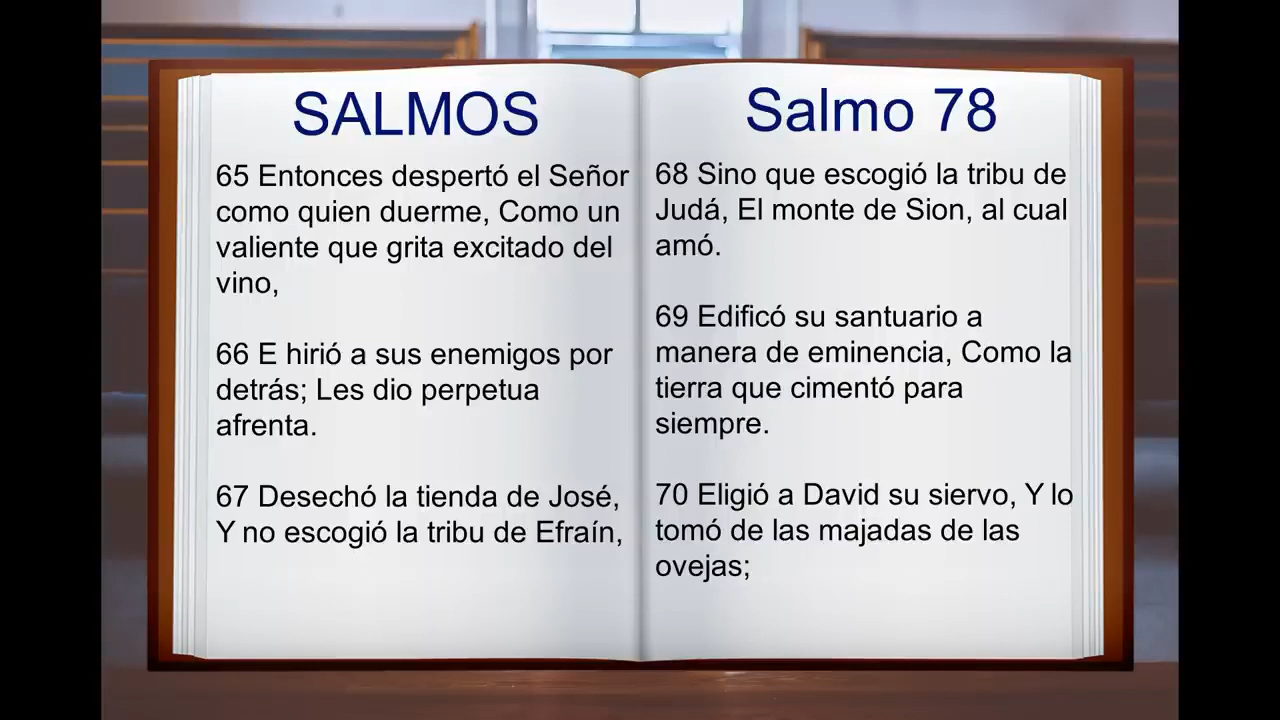 SALMOS
65 Entonces despertó el Señor
como quien duerme, Como un
valiente que grita excitado del
vino,
66 E hirió a sus enemigos por
detrás; Les dio perpetua
afrenta.
67 Desechó la tienda de José,
Y no escogió la tribu de Efraín,
Salmo 78
68 Sino que escogió la tribu de
Judá, El monte de Sion, al cual
amó.
69 Edificó su santuario a
manera de eminencia, Como la
tierra que cimentó para
siempre.
70 Eligió a David su siervo, Y lo
tomó de las majadas de las
ovejas;